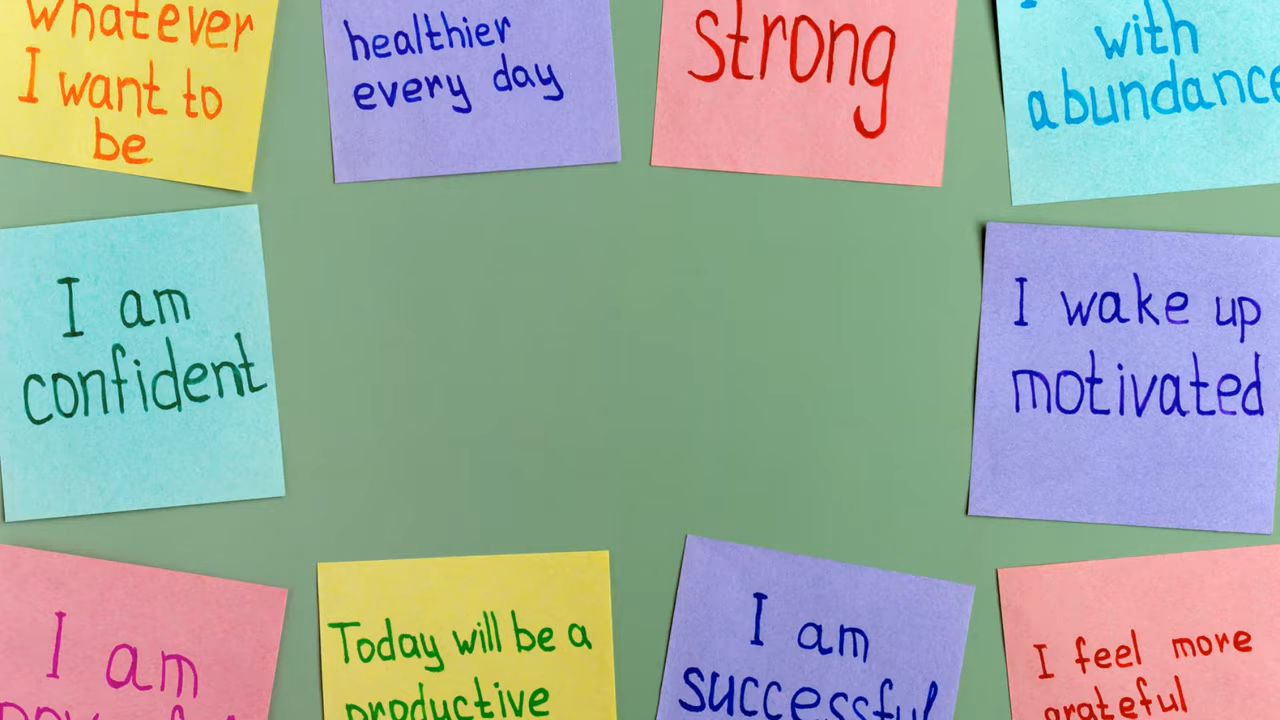 whatever
I want to
be
healthier
every day
strong
with
abundance
I am
confident
I wake up
motivated
I am
Today will be a
productive
I am
successful
I feel more
grateful